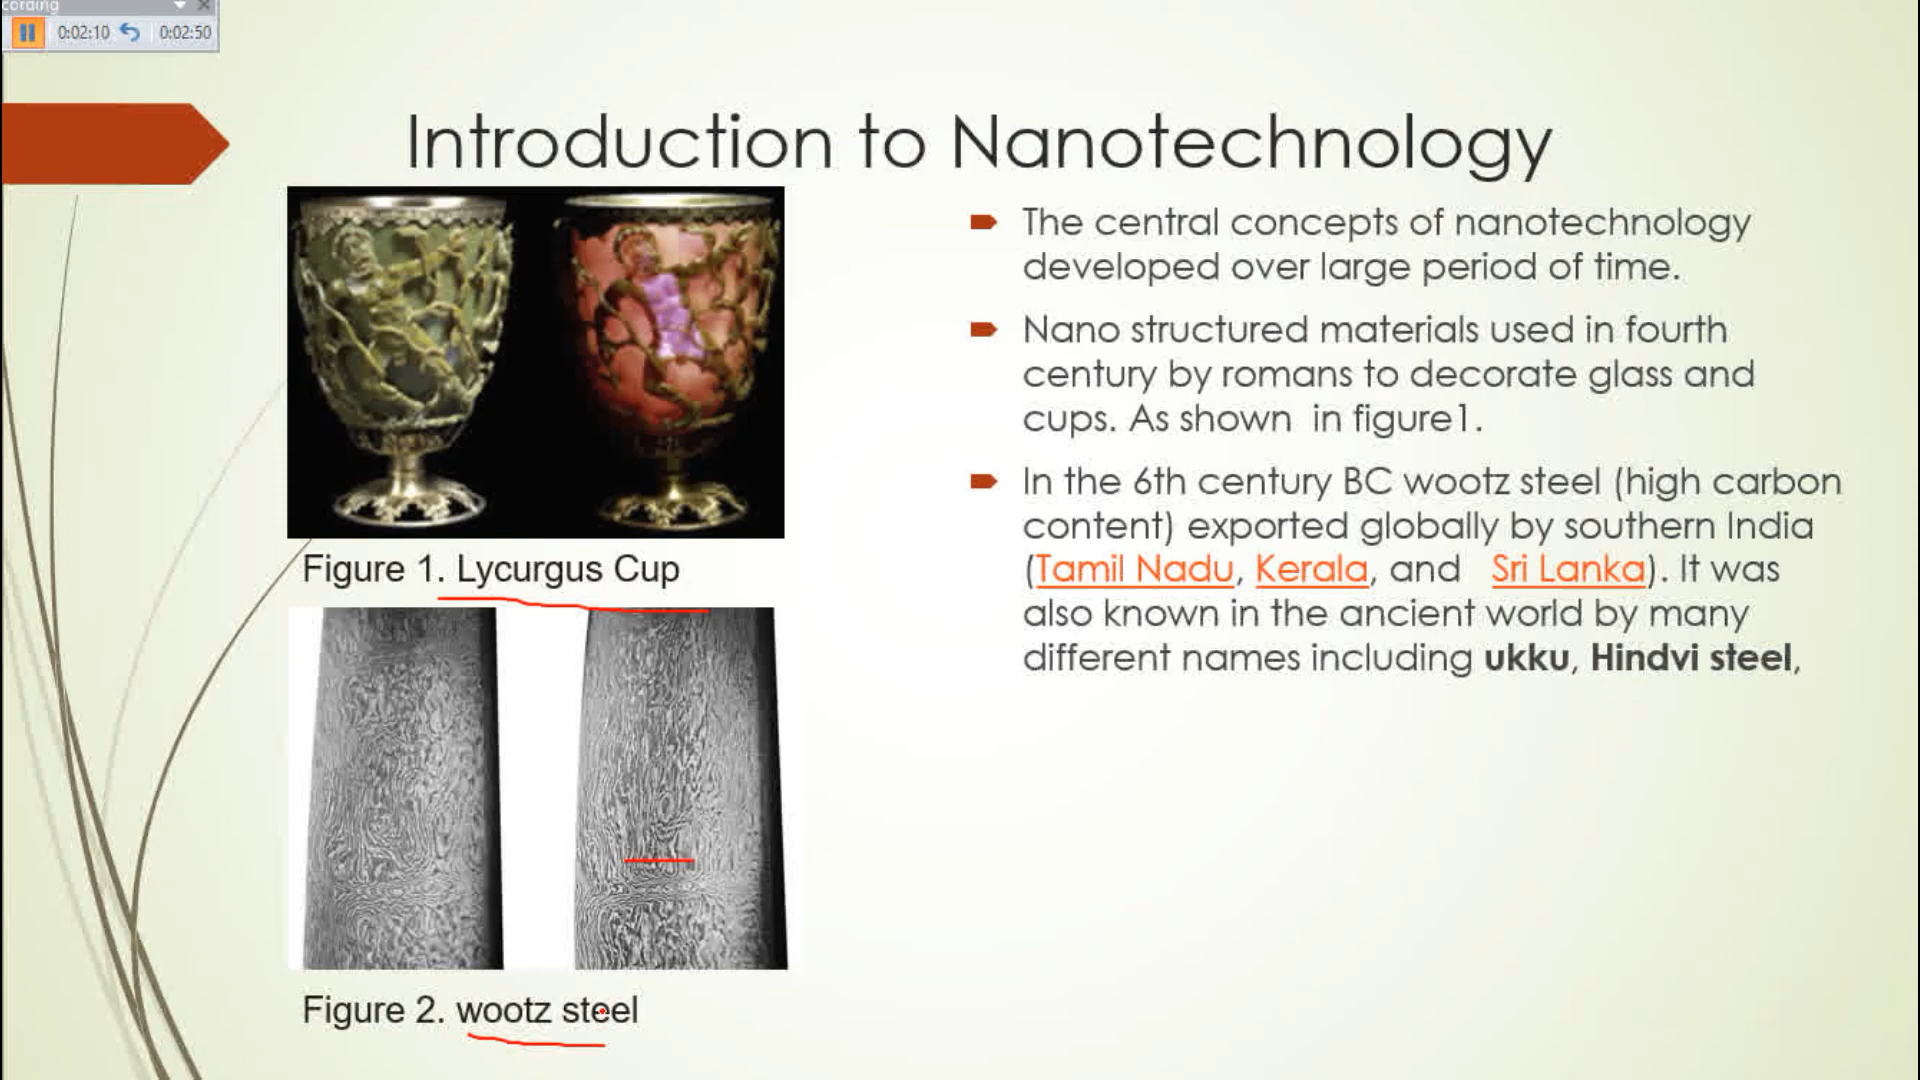 cording
0:02:10 0:02:50
Introduction to Nanotechnology
Figure 1. Lycurgus Cup
Figure 2. wootz steel
The central concepts of nanotechnology
developed over large period of time.
Nano structured materials used in fourth
century by romans to decorate glass and
cups. As shown in figure1.
In the 6th century BC wootz steel (high carbon
content) exported globally by southern India
(Tamil Nadu, Kerala, and Sri Lanka). It was
also known in the ancient world by many
different names including ukku, Hindvi steel,